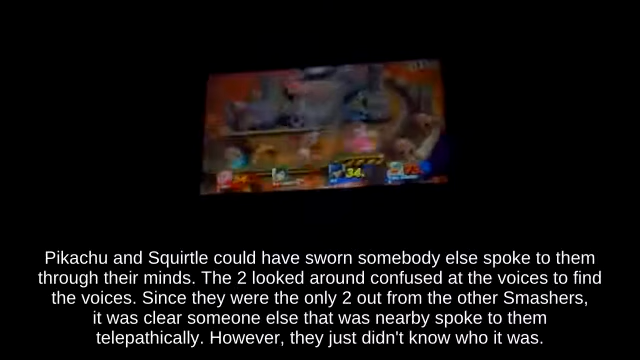 34.
Pikachu and Squirtle could have sworn somebody else spoke to them
through their minds. The 2 looked around confused at the voices to find
the voices. Since they were the only 2 out from the other Smashers,
it was clear someone else that was nearby spoke to them
telepathically. However, they just didn't know who it was.